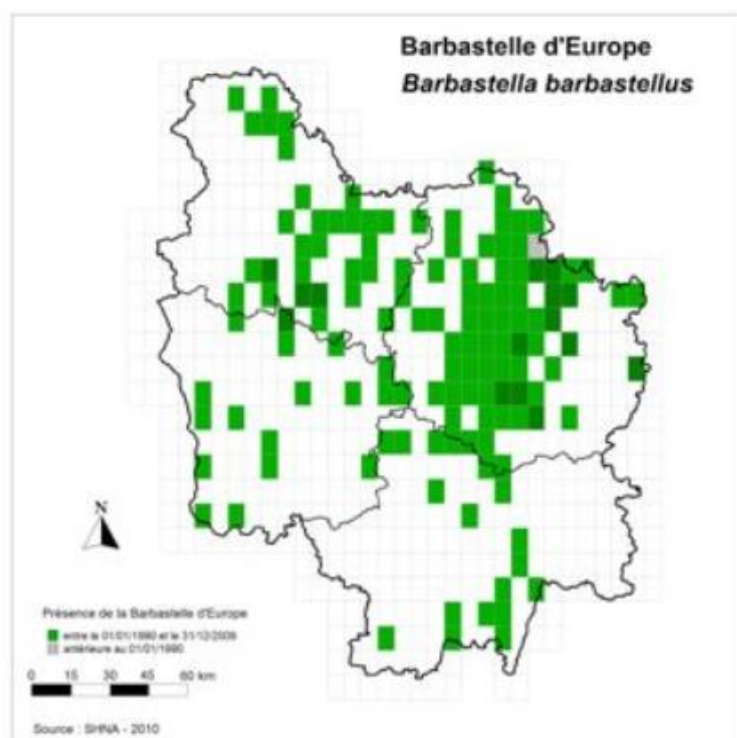 Barbastelle d'Europe
Barbastella barbastellus
N
Présence de la Barbastelle d'Europe
entre le 01/01/1990 et le 31/12/2009
antérieure au 01/01/1990
0 15 30 45 60 km
Source : SHNA - 2010